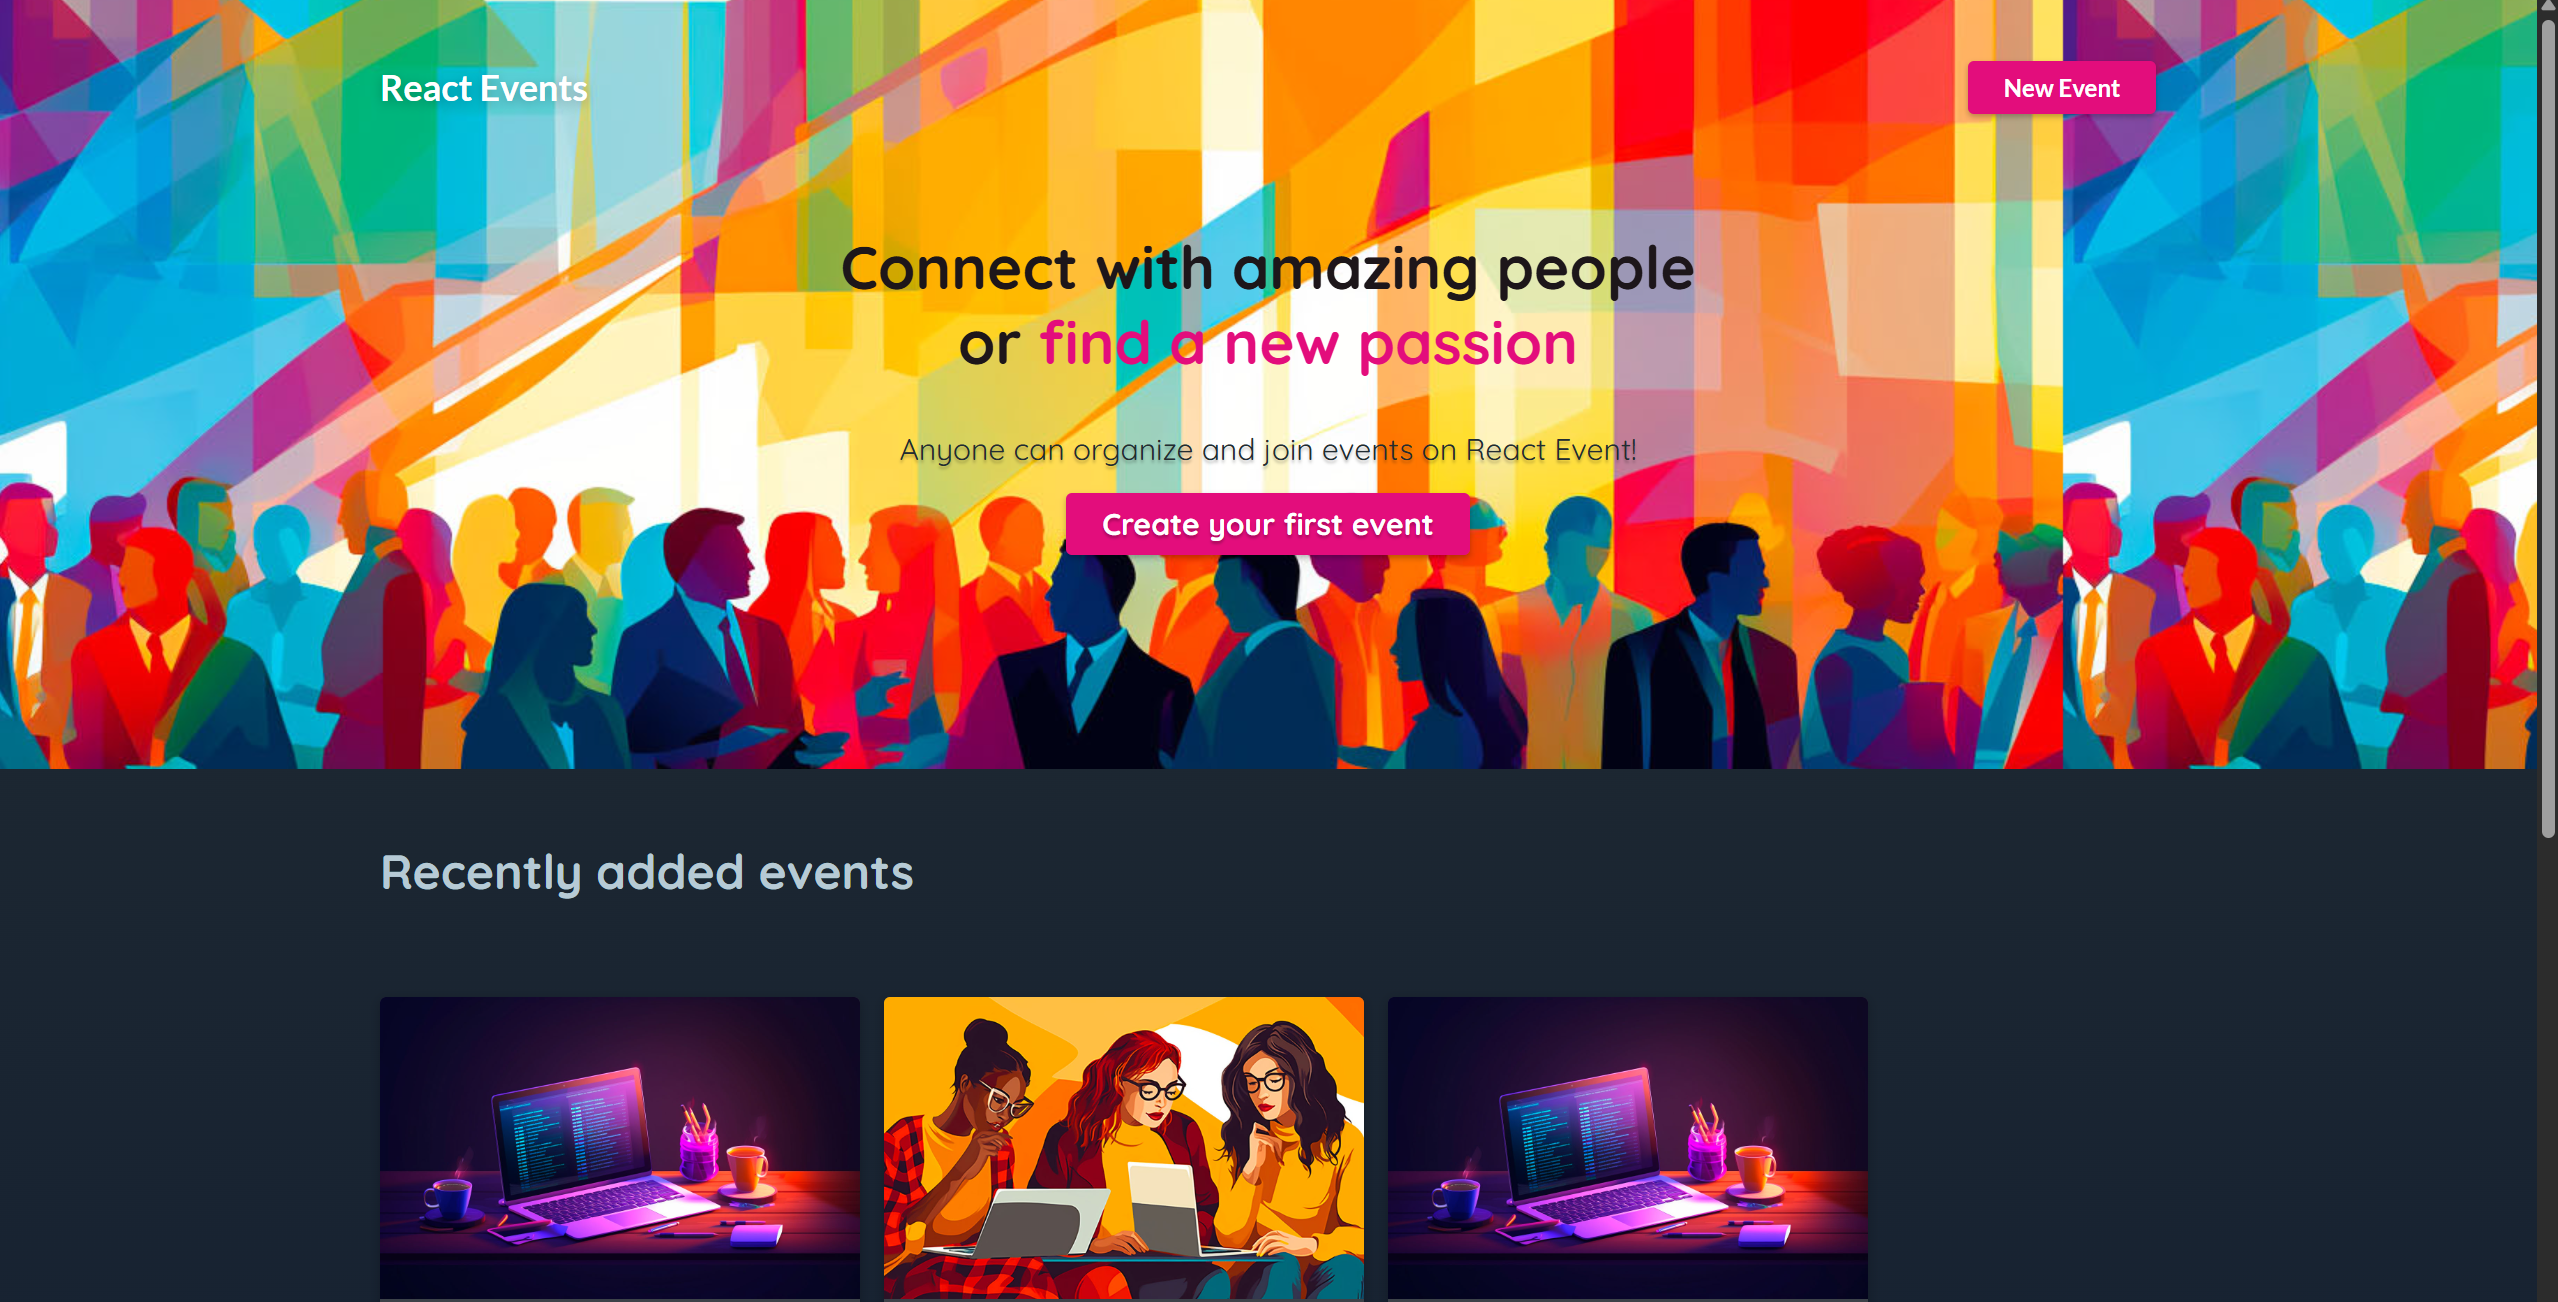 React Events
New Event
Connect with amazing people
or find a new passion
Anyone can organize and join events on React Event!
Create your first event
Recently added events